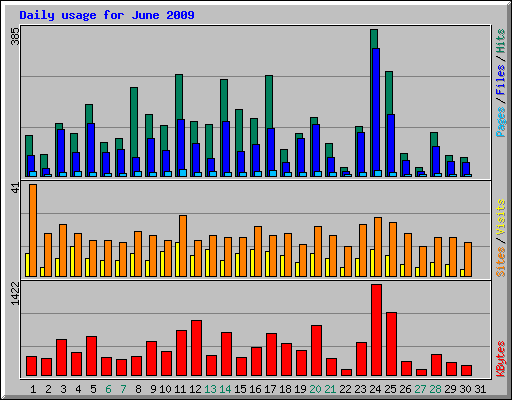 Daily usage for June 2009
385
Pages / Files / Hits
41
Sites / Visits
1422
KBytes
1 2 3 4 5 6 7 8 9 10 11 12 13 14 15 16 17 18 19 20 21 22 23 24 25 26 27 28 29 30 31